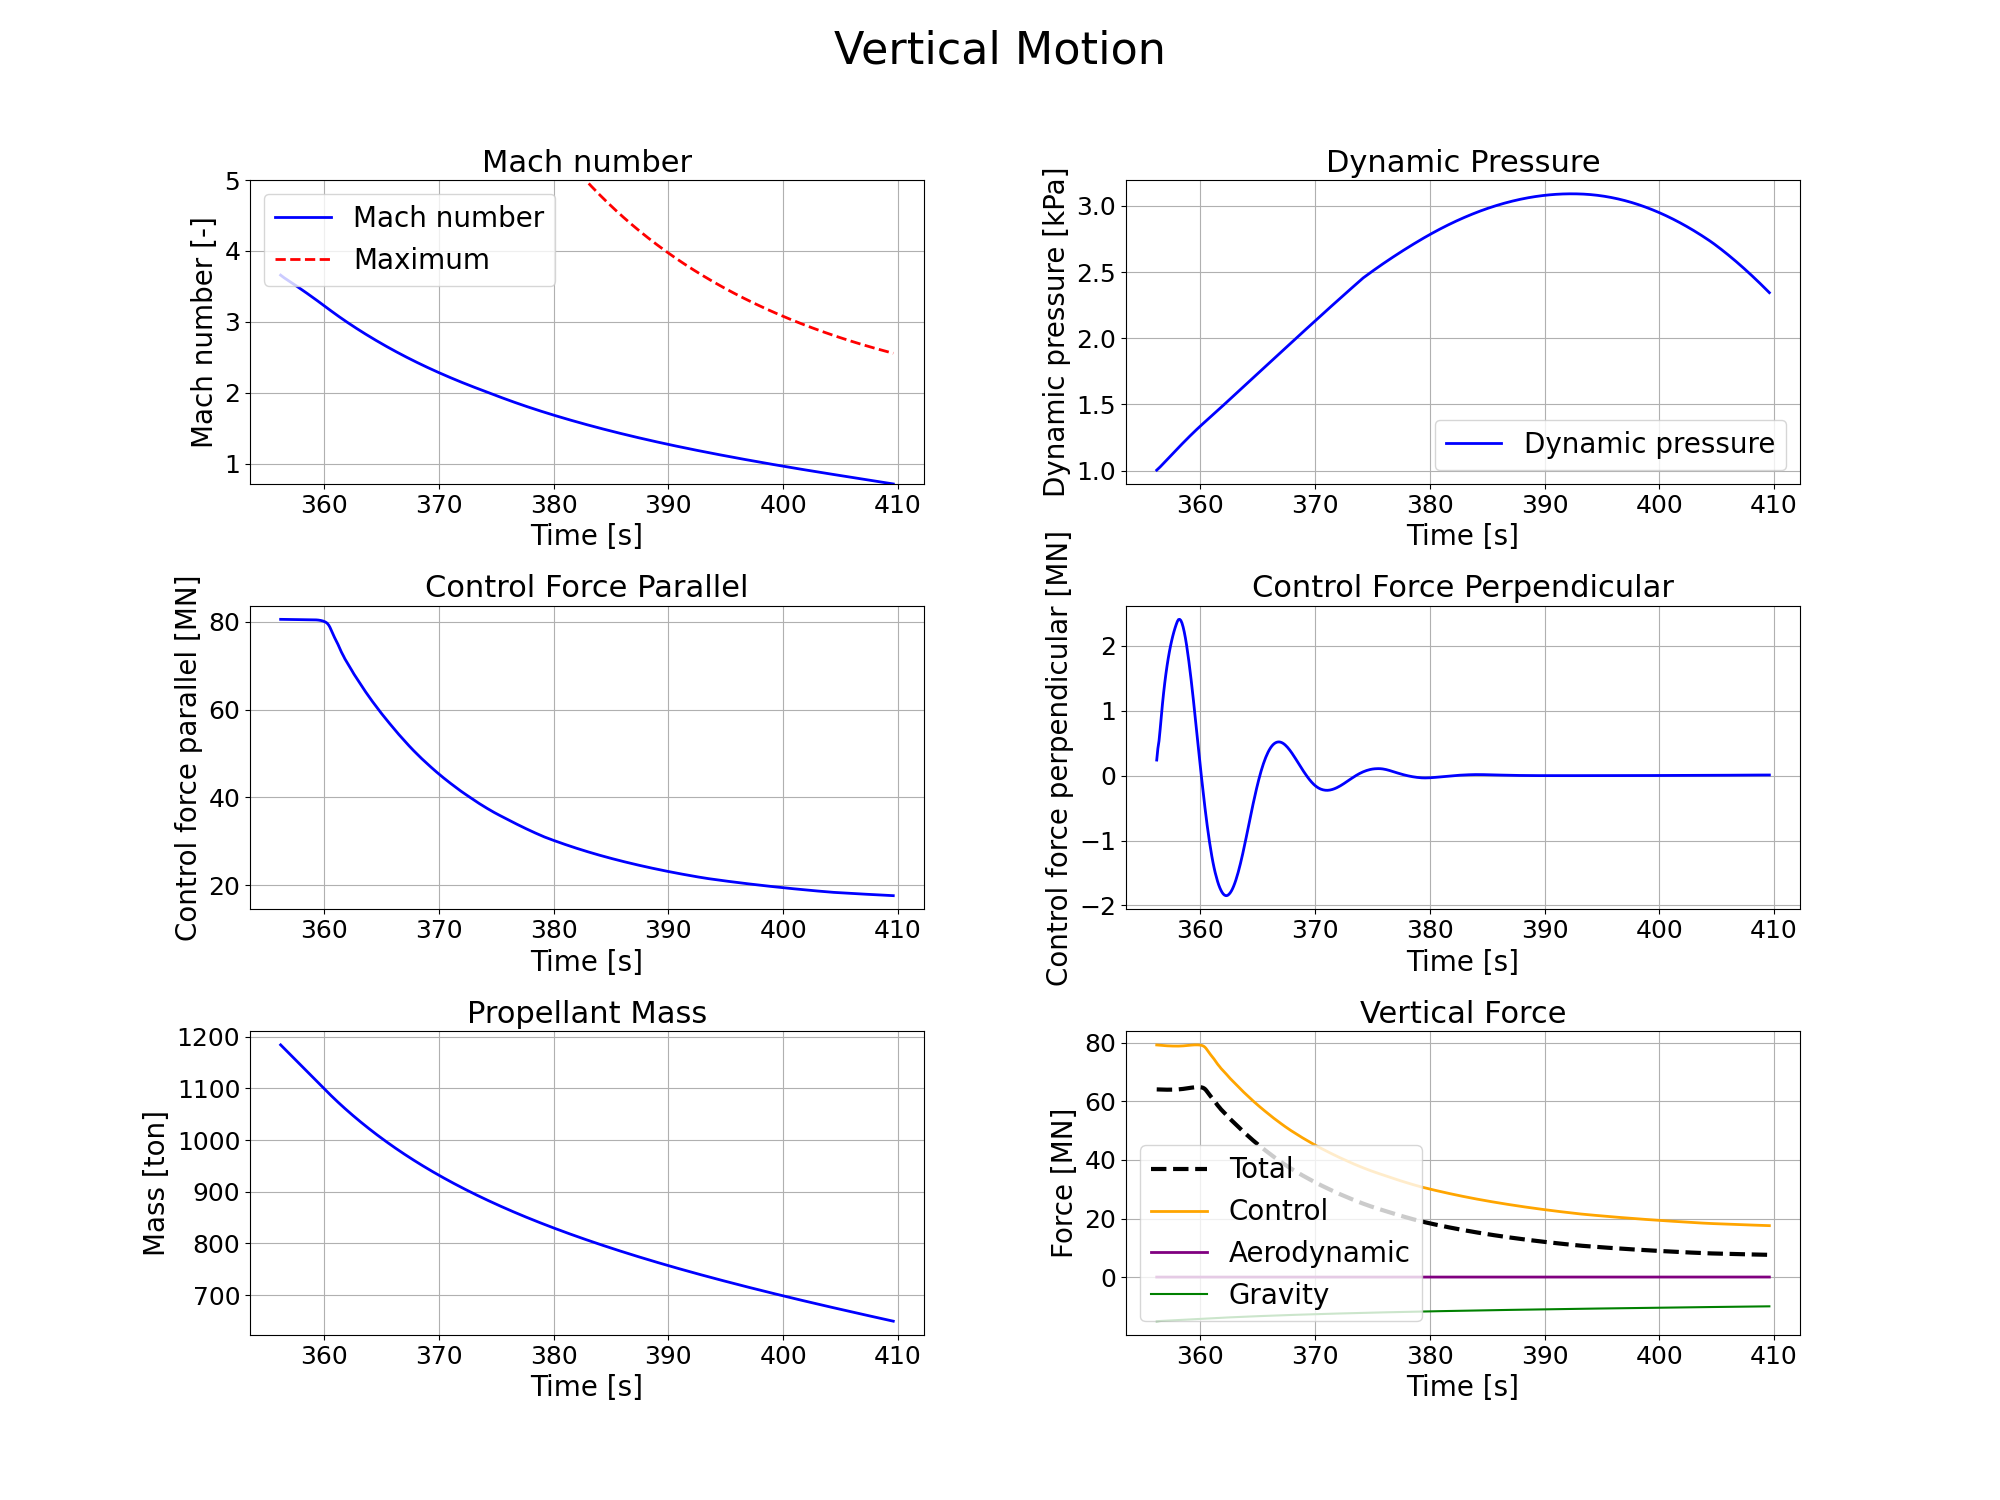 Vertical Motion
Mach number
Mach number [-]
5
4
3
2
1
Mach number
Maximum
360 370 380 390 400 410
Time [s]
Dynamic Pressure
Dynamic pressure [kPa]
3.0
2.5
2.0
1.5
1.0
Dynamic pressure
360 370 380 390 400 410
Time [s]
Control Force Parallel
Control force parallel [MN]
80
60
40
20
360 370 380 390 400 410
Time [s]
Control Force Perpendicular
Control force perpendicular [MN]
2
1
0
−1
−2
360 370 380 390 400 410
Time [s]
Propellant Mass
Mass [ton]
1200
1100
1000
900
800
700
360 370 380 390 400 410
Time [s]
Vertical Force
Force [MN]
80
60
40
20
0
Total
Control
Aerodynamic
Gravity
360 370 380 390 400 410
Time [s]